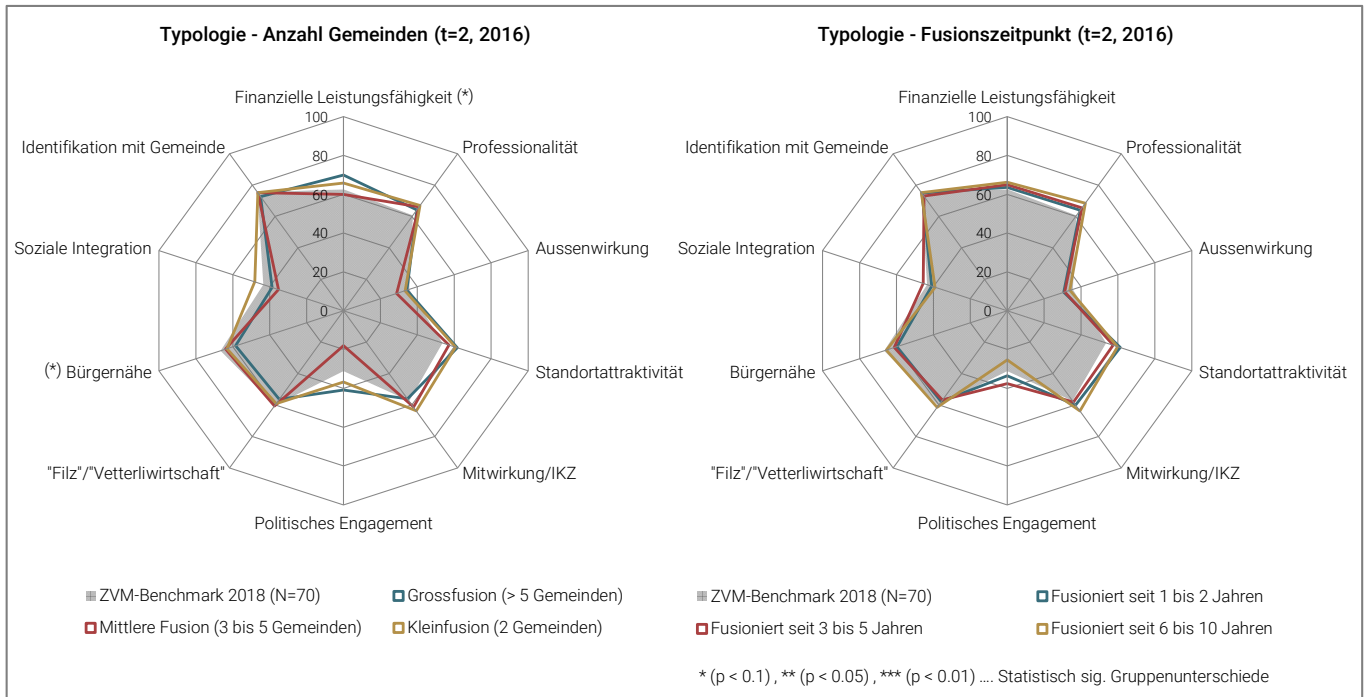 Typologie - Anzahl Gemeinden (t=2, 2016)
Finanzielle Leistungsfähigkeit (*)
Professionalität
Aussenwirkung
Standortattraktivität
Mitwirkung/IKZ
Politisches Engagement
"Filz"/"Vetterliwirtschaft"
(*) Bürgernähe
Soziale Integration
Identifikation mit Gemeinde
100
80
60
40
20
0
ZVM-Benchmark 2018 (N=70)
Grossfusion (> 5 Gemeinden)
Mittlere Fusion (3 bis 5 Gemeinden)
Kleinfusion (2 Gemeinden)
Typologie - Fusionszeitpunkt (t=2, 2016)
Finanzielle Leistungsfähigkeit
Professionalität
Aussenwirkung
Standortattraktivität
Mitwirkung/IKZ
Politisches Engagement
"Filz"/"Vetterliwirtschaft"
Bürgernähe
Soziale Integration
Identifikation mit Gemeinde
100
80
60
40
20
0
ZVM-Benchmark 2018 (N=70)
Fusioniert seit 1 bis 2 Jahren
Fusioniert seit 3 bis 5 Jahren
Fusioniert seit 6 bis 10 Jahren
* (p < 0.1) , ** (p < 0.05) , *** (p < 0.01) .... Statistisch sig. Gruppenunterschiede